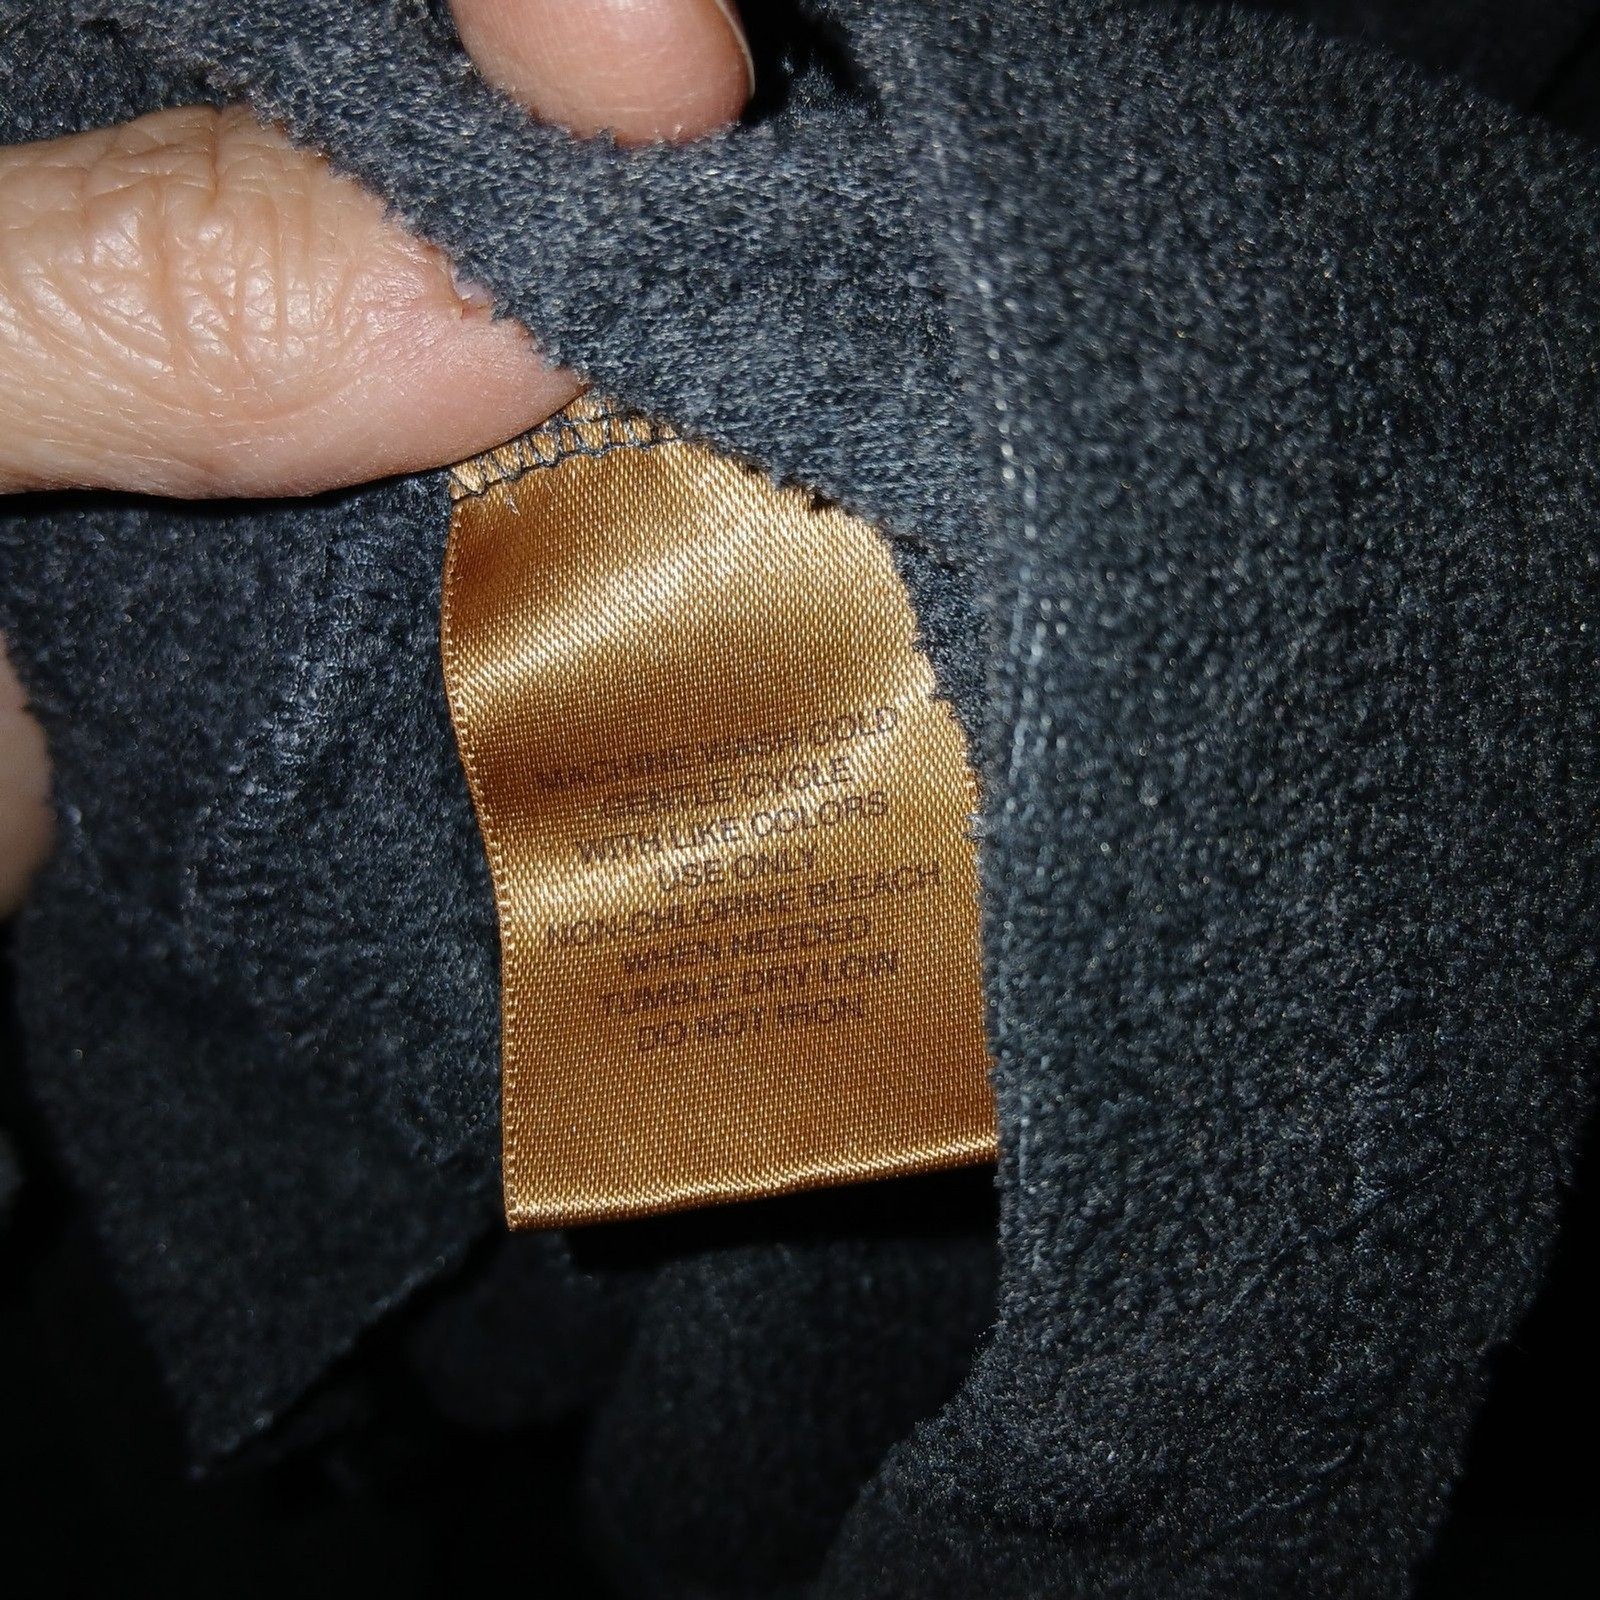 MACHINE WASH COLD
GENTLE CYCLE
WITH LIKE COLORS
USE ONLY
NON-CHLORINE BLEACH
WHEN NEEDED
TUMBLE DRY LOW
DO NOT IRON